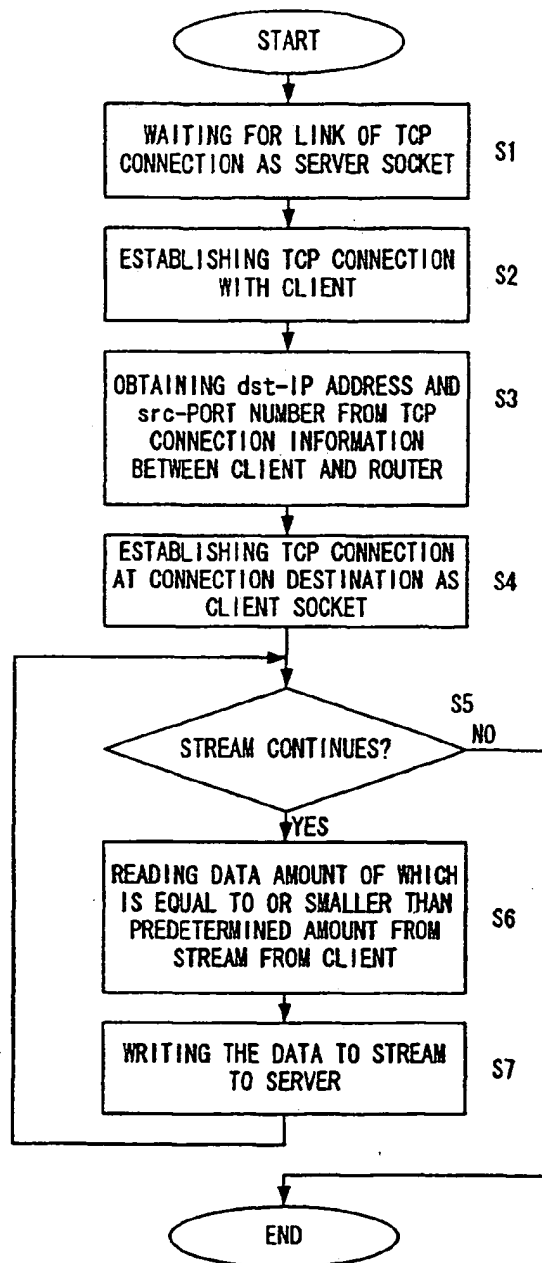 START
WAITING FOR LINK OF TCP
CONNECTION AS SERVER SOCKET
S1
ESTABLISHING TCP CONNECTION
WITH CLIENT
S2
OBTAINING dst-IP ADDRESS AND
src-PORT NUMBER FROM TCP
CONNECTION INFORMATION
BETWEEN CLIENT AND ROUTER
S3
ESTABLISHING TCP CONNECTION
AT CONNECTION DESTINATION AS
CLIENT SOCKET
S4
S5
STREAM CONTINUES?
NO
YES
READING DATA AMOUNT OF WHICH
IS EQUAL TO OR SMALLER THAN
PREDETERMINED AMOUNT FROM
STREAM FROM CLIENT
S6
WRITING THE DATA TO STREAM
TO SERVER
S7
END